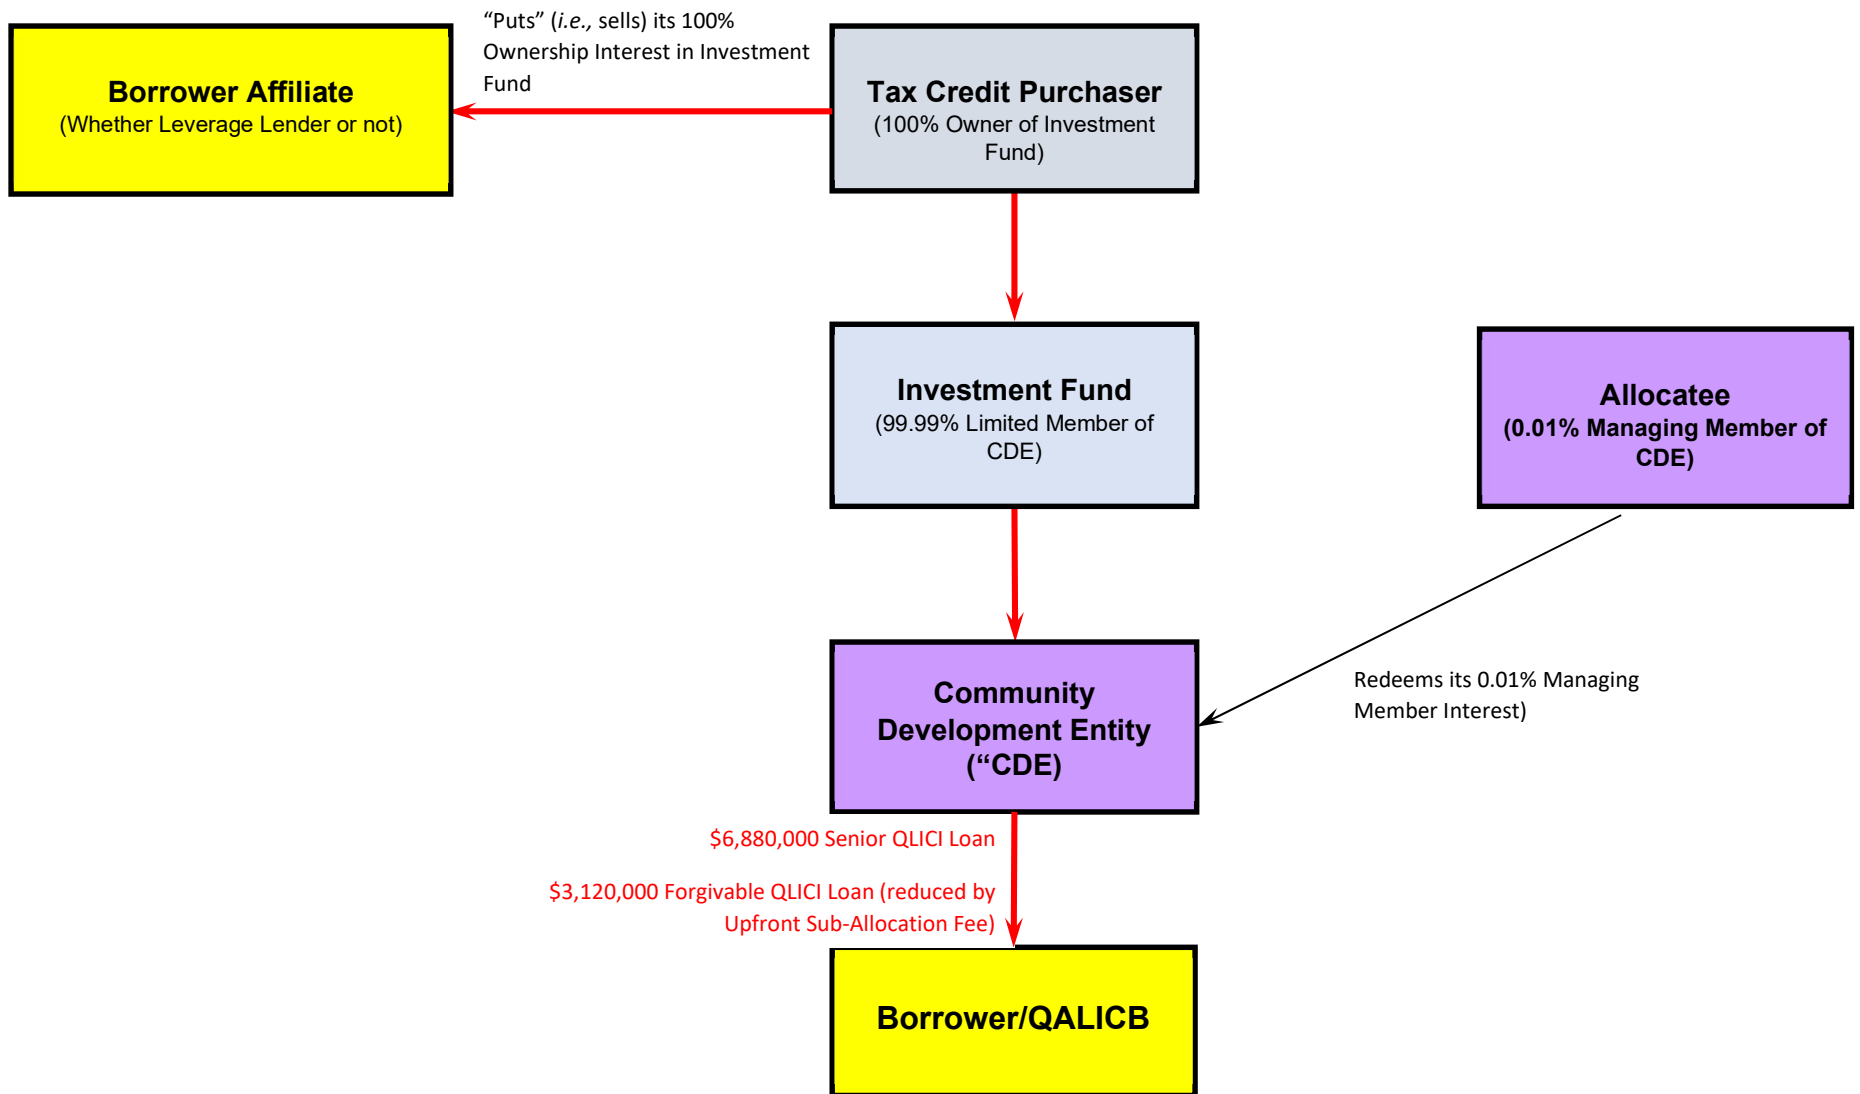 “Puts” (i.e., sells) its 100%
Ownership Interest in Investment
Fund
Borrower Affiliate
(Whether Leverage Lender or not)
Tax Credit Purchaser
(100% Owner of Investment
Fund)
Investment Fund
(99.99% Limited Member of
CDE)
Allocatee
(0.01% Managing Member of
CDE)
Community
Development Entity
(“CDE)
Redeems its 0.01% Managing
Member Interest)
$6,880,000 Senior QLICI Loan
$3,120,000 Forgivable QLICI Loan (reduced by
Upfront Sub-Allocation Fee)
Borrower/QALICB